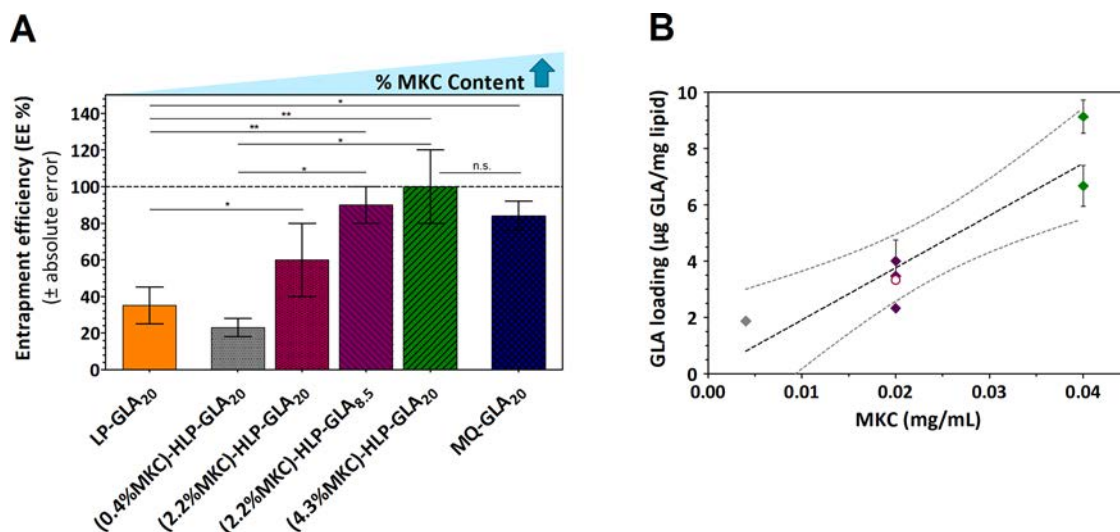 A
% MKC Content
Entrapment efficiency (EE %)
(± absolute error)
140
120
100
80
60
40
20
0
*
**
**
*
*
*
n.s.
LP-GLA₂₀
(0.4%MKC)-HLP-GLA₂₀
(2.2%MKC)-HLP-GLA₂₀
(2.2%MKC)-HLP-GLA₈.₅
(4.3%MKC)-HLP-GLA₂₀
MQ-GLA₂₀
B
GLA loading (µg GLA/mg lipid)
10
8
6
4
2
0
0.00
0.01
0.02
0.03
0.04
MKC (mg/mL)